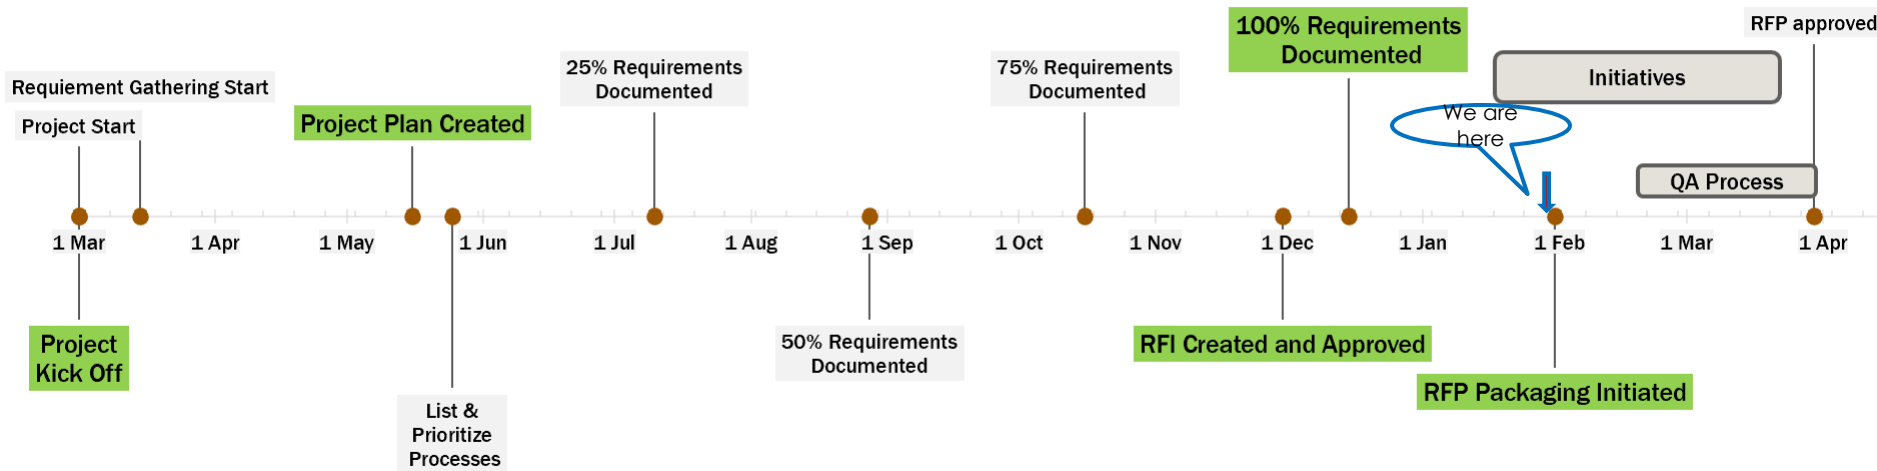 100% Requirements
Documented
RFP approved
25% Requirements
Documented
75% Requirements
Documented
Initiatives
Requiement Gathering Start
Project Start
Project Plan Created
We are
here
QA Process
1 Mar
1 Apr
1 May
1 Jun
1 Jul
1 Aug
1 Sep
1 Oct
1 Nov
1 Dec
1 Jan
1 Feb
1 Mar
1 Apr
Project
Kick Off
50% Requirements
Documented
RFI Created and Approved
RFP Packaging Initiated
List &
Prioritize
Processes